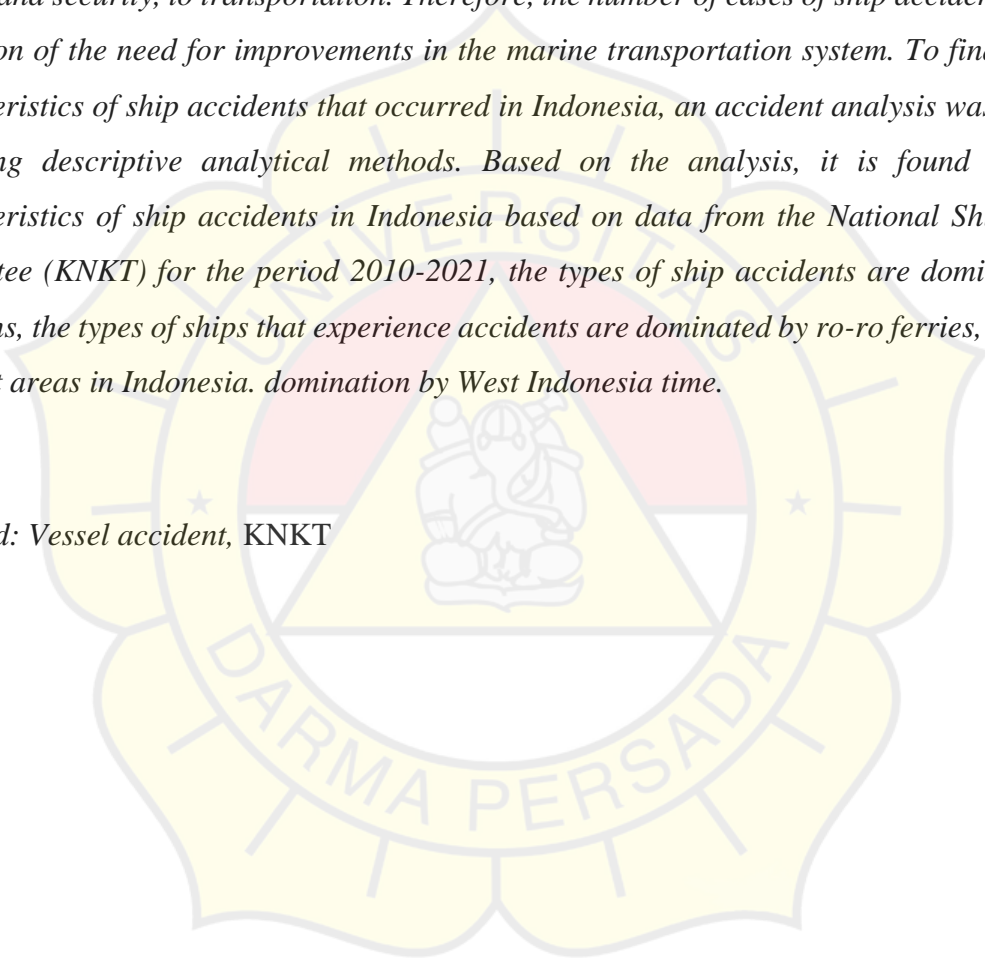 and security, to transportation. Therefore, the number of cases of ship acciden
on of the need for improvements in the marine transportation system. To fin
eristics of ship accidents that occurred in Indonesia, an accident analysis was
ng descriptive analytical methods. Based on the analysis, it is found
eristics of ship accidents in Indonesia based on data from the National Sh
tee (KNKT) for the period 2010-2021, the types of ship accidents are domi
ns, the types of ships that experience accidents are dominated by ro-ro ferries,
t areas in Indonesia. domination by West Indonesia time.
d: Vessel accident, KNKT
UNIVERSITAS
DARMA PERSADA